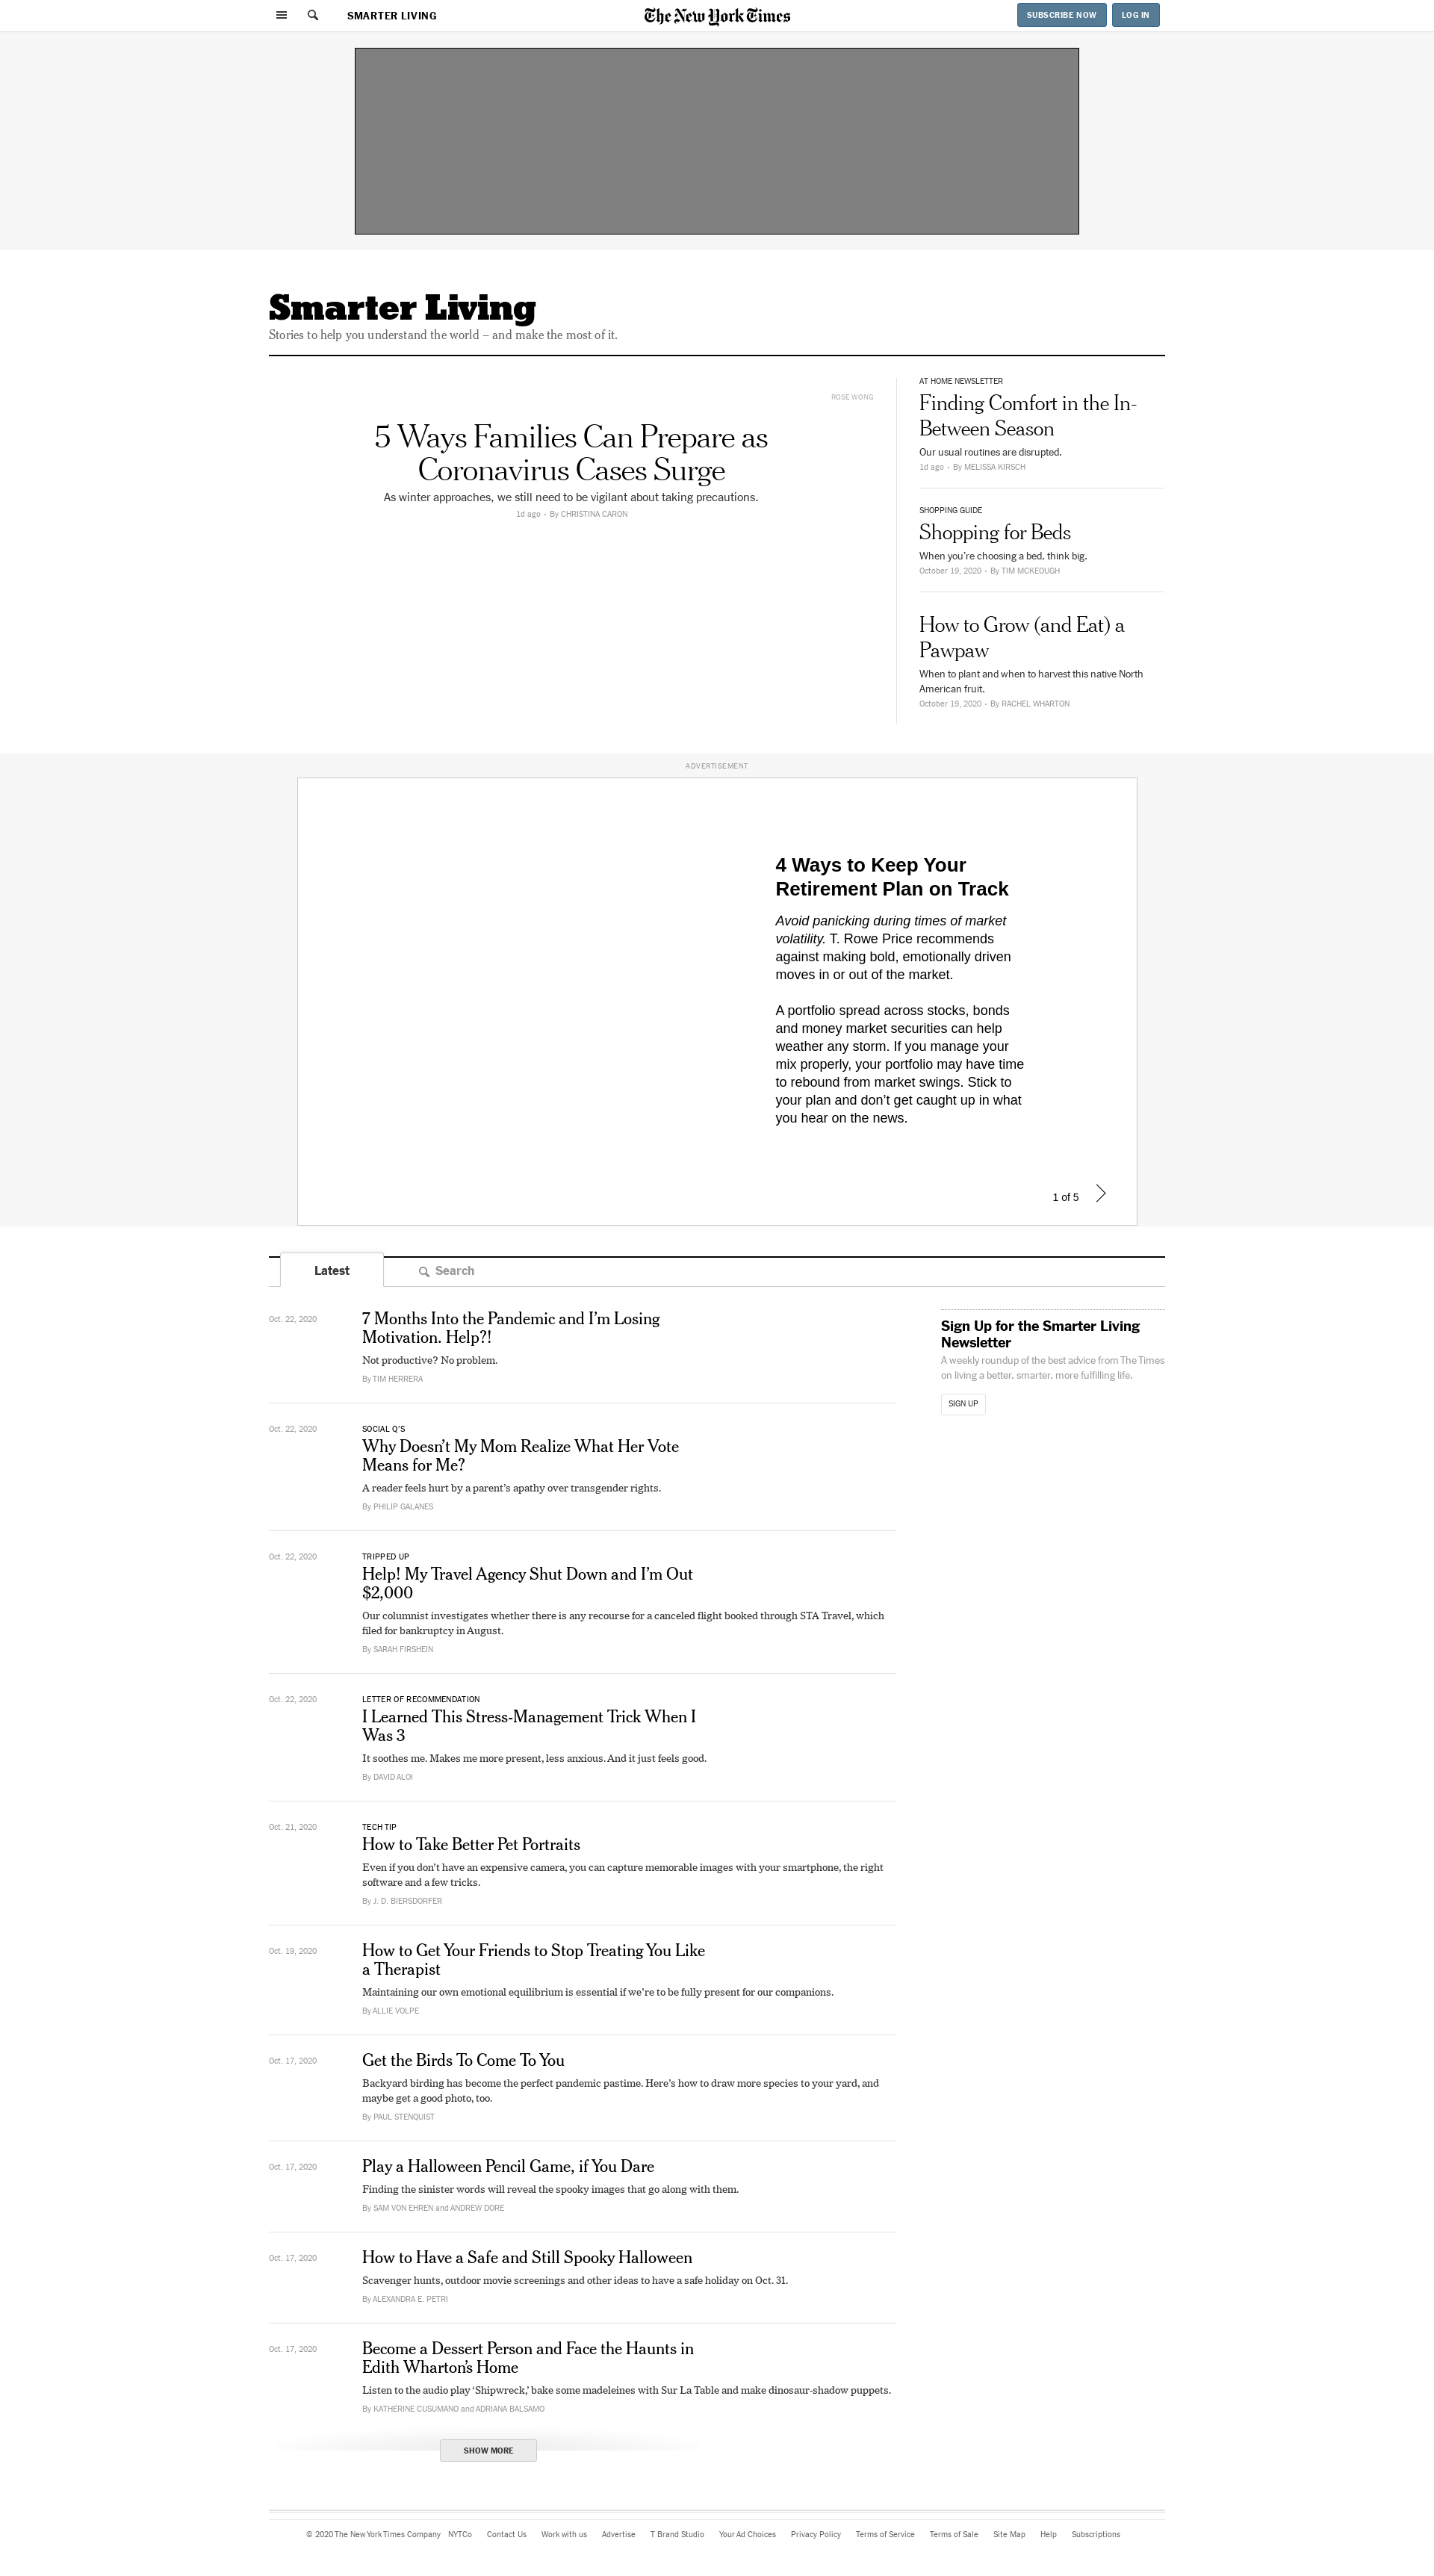 SMARTER LIVING
The New York Times
SUBSCRIBE NOW
LOG IN
Smarter Living
Stories to help you understand the world – and make the most of it.
ROSE WONG
5 Ways Families Can Prepare as
Coronavirus Cases Surge
As winter approaches, we still need to be vigilant about taking precautions.
1d ago • By CHRISTINA CARON
AT HOME NEWSLETTER
Finding Comfort in the In-
Between Season
Our usual routines are disrupted.
1d ago • By MELISSA KIRSCH
SHOPPING GUIDE
Shopping for Beds
When you’re choosing a bed, think big.
October 19, 2020 • By TIM MCKEOUGH
How to Grow (and Eat) a
Pawpaw
When to plant and when to harvest this native North
American fruit.
October 19, 2020 • By RACHEL WHARTON
ADVERTISEMENT
4 Ways to Keep Your
Retirement Plan on Track
Avoid panicking during times of market
volatility. T. Rowe Price recommends
against making bold, emotionally driven
moves in or out of the market.
A portfolio spread across stocks, bonds
and money market securities can help
weather any storm. If you manage your
mix properly, your portfolio may have time
to rebound from market swings. Stick to
your plan and don’t get caught up in what
you hear on the news.
1 of 5
Latest
Search
Oct. 22, 2020
7 Months Into the Pandemic and I’m Losing
Motivation. Help?!
Not productive? No problem.
By TIM HERRERA
Sign Up for the Smarter Living
Newsletter
A weekly roundup of the best advice from The Times
on living a better, smarter, more fulfilling life.
SIGN UP
Oct. 22, 2020
SOCIAL Q’S
Why Doesn’t My Mom Realize What Her Vote
Means for Me?
A reader feels hurt by a parent’s apathy over transgender rights.
By PHILIP GALANES
Oct. 22, 2020
TRIPPED UP
Help! My Travel Agency Shut Down and I’m Out
$2,000
Our columnist investigates whether there is any recourse for a canceled flight booked through STA Travel, which
filed for bankruptcy in August.
By SARAH FIRSHEIN
Oct. 22, 2020
LETTER OF RECOMMENDATION
I Learned This Stress-Management Trick When I
Was 3
It soothes me. Makes me more present, less anxious. And it just feels good.
By DAVID ALOI
Oct. 21, 2020
TECH TIP
How to Take Better Pet Portraits
Even if you don’t have an expensive camera, you can capture memorable images with your smartphone, the right
software and a few tricks.
By J. D. BIERSDORFER
Oct. 19, 2020
How to Get Your Friends to Stop Treating You Like
a Therapist
Maintaining our own emotional equilibrium is essential if we’re to be fully present for our companions.
By ALLIE VOLPE
Oct. 17, 2020
Get the Birds To Come To You
Backyard birding has become the perfect pandemic pastime. Here’s how to draw more species to your yard, and
maybe get a good photo, too.
By PAUL STENQUIST
Oct. 17, 2020
Play a Halloween Pencil Game, if You Dare
Finding the sinister words will reveal the spooky images that go along with them.
By SAM VON EHREN and ANDREW DORE
Oct. 17, 2020
How to Have a Safe and Still Spooky Halloween
Scavenger hunts, outdoor movie screenings and other ideas to have a safe holiday on Oct. 31.
By ALEXANDRA E. PETRI
Oct. 17, 2020
Become a Dessert Person and Face the Haunts in
Edith Wharton’s Home
Listen to the audio play ‘Shipwreck,’ bake some madeleines with Sur La Table and make dinosaur-shadow puppets.
By KATHERINE CUSUMANO and ADRIANA BALSAMO
SHOW MORE
© 2020 The New York Times Company NYTCo Contact Us Work with us Advertise T Brand Studio Your Ad Choices Privacy Policy Terms of Service Terms of Sale Site Map Help Subscriptions